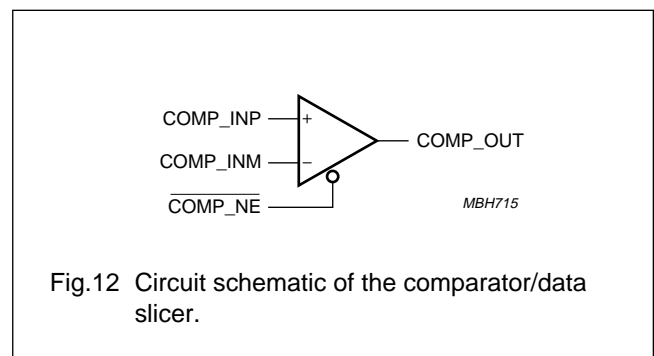 COMP_INP
+
COMP_OUT
COMP_INM
−
COMP_NE
MBH715
Fig.12 Circuit schematic of the comparator/data
slicer.